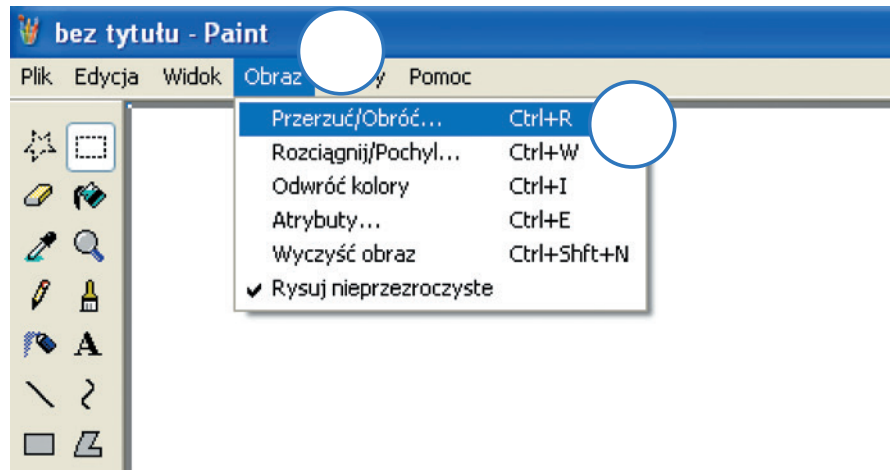 bez tytułu - Paint
Plik Edycja Widok Obraz y Pomoc
Przerzuć/Obróć... Ctrl+R
Rozciągnij/Pochyl... Ctrl+W
Odwróć kolory Ctrl+I
Atrybuty... Ctrl+E
Wyczyść obraz Ctrl+Shft+N
Rysuj nieprzezroczyste
A